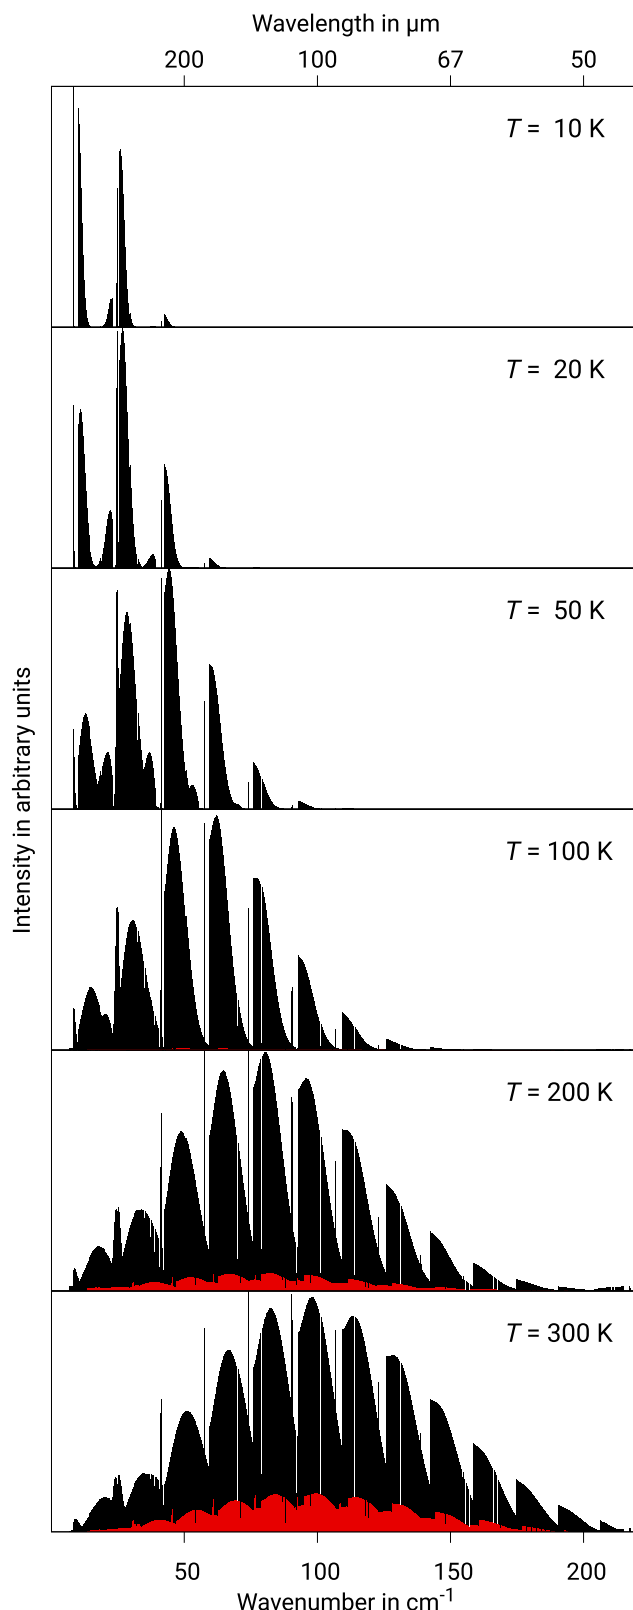 Wavelength in µm
200 100 67 50
T = 10 K
T = 20 K
T = 50 K
Intensity in arbitrary units
T = 100 K
T = 200 K
T = 300 K
50 100 150 200
Wavenumber in cm-1